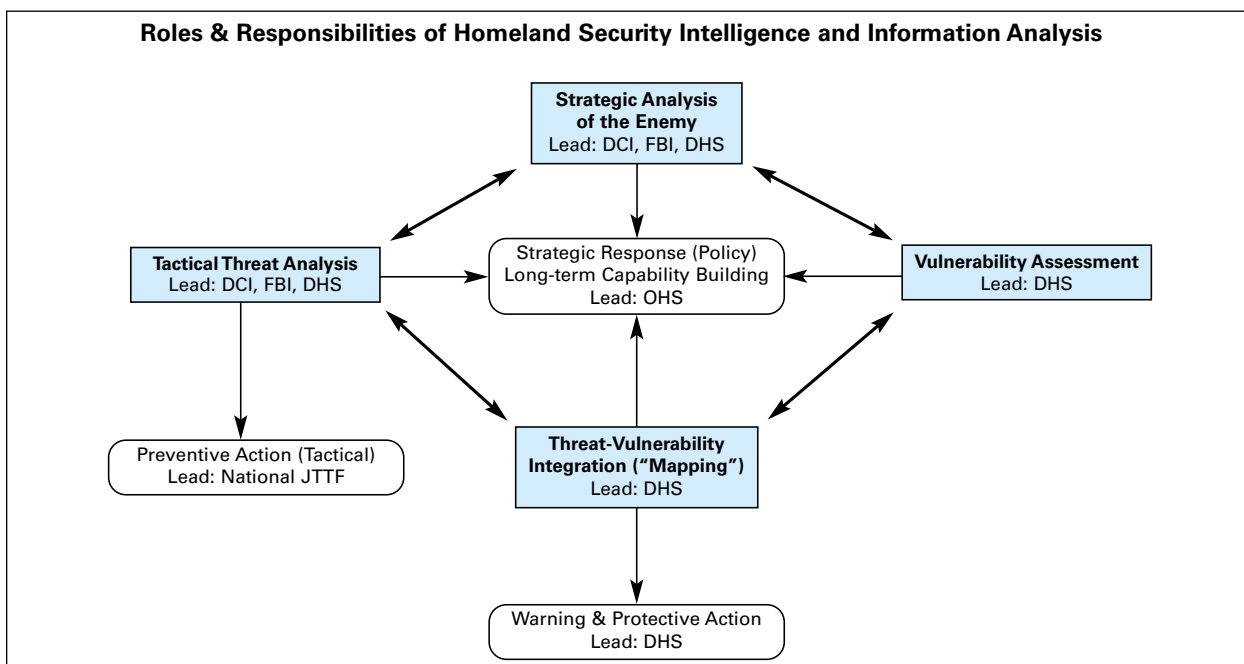 Roles & Responsibilities of Homeland Security Intelligence and Information Analysis
Strategic Analysis
of the Enemy
Lead: DCI, FBI, DHS
Tactical Threat Analysis
Lead: DCI, FBI, DHS
Strategic Response (Policy)
Long-term Capability Building
Lead: OHS
Vulnerability Assessment
Lead: DHS
Preventive Action (Tactical)
Lead: National JTTF
Threat-Vulnerability
Integration (“Mapping”)
Lead: DHS
Warning & Protective Action
Lead: DHS